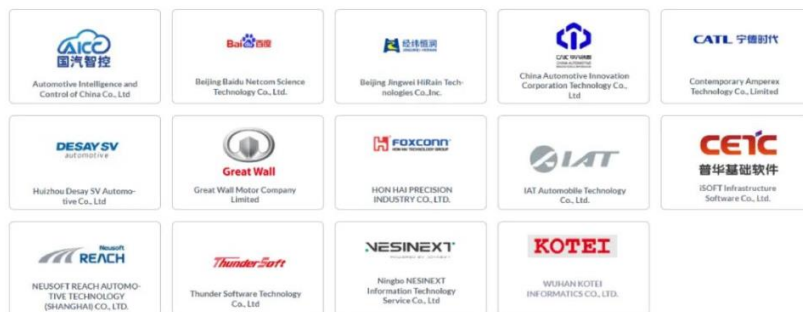 AICC
国汽智控
Automotive Intelligence and
Control of China Co., Ltd
Bai 百度
Beijing Baidu Netcom Science
Technology Co., Ltd.
经纬恒润
Beijing Jingwei HiRain Tech-
nologies Co.,Inc.
China Automotive Innovation
Corporation Technology Co.,
Ltd
CATL 宁德时代
Contemporary Amperex
Technology Co., Limited
DESAY SV
automotive
Huizhou Desay SV Automo-
tive Co., Ltd
Great Wall
Great Wall Motor Company
Limited
FOXCONN
HON HAI TECHNOLOGY GROUP
HON HAI PRECISION
INDUSTRY CO., LTD.
IAT
IAT Automobile Technology
Co., Ltd.
CETC
普华基础软件
iSOFT Infrastructure
Software Co., Ltd.
Neusoft
REACH
NEUSOFT REACH AUTOMO-
TIVE TECHNOLOGY
(SHANGHAI) CO., LTD.
ThunderSoft
Thunder Software Technology
Co., Ltd
NESINEXT
Ningbo NESINEXT
Information Technology
Service Co., Ltd
KOTEI
WUHAN KOTEI
INFORMATICS CO., LTD.